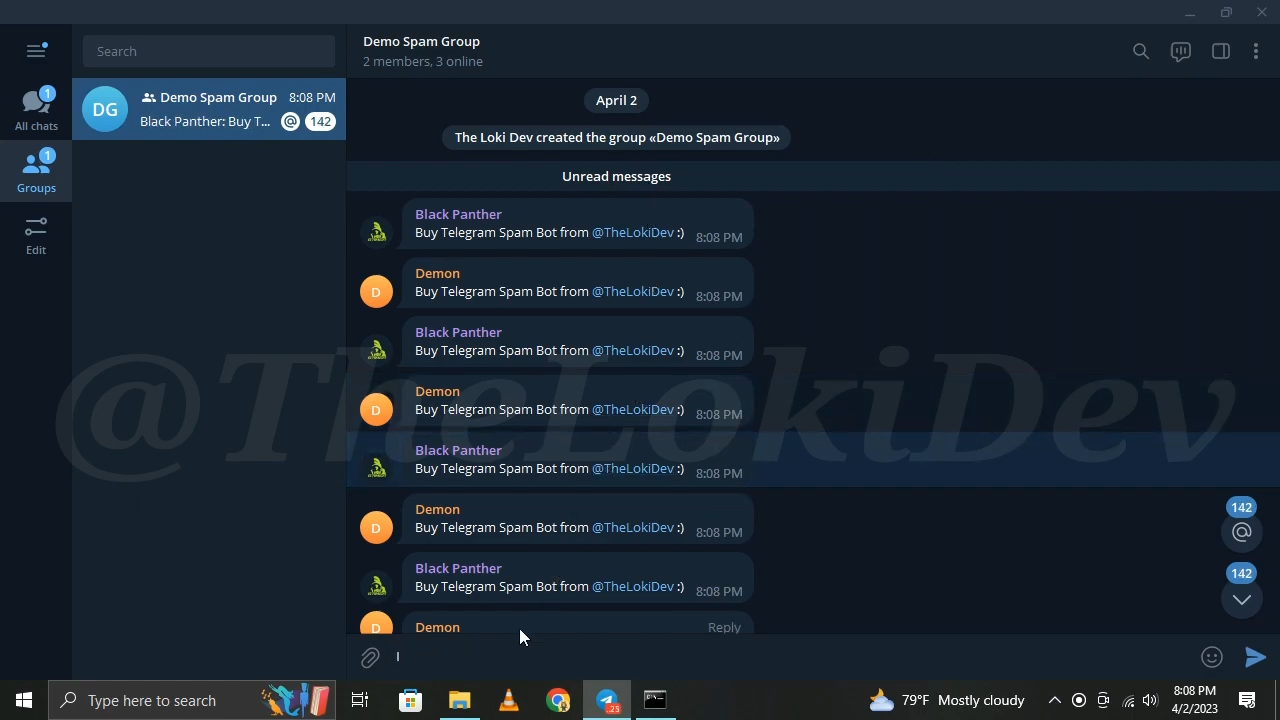 Search
Demo Spam Group
2 members, 3 online
1
All chats
DG
Demo Spam Group 8:08 PM
Black Panther: Buy T... @ 142
1
Groups
Edit
April 2
The Loki Dev created the group «Demo Spam Group»
Unread messages
Black Panther
Buy Telegram Spam Bot from @TheLokiDev :) 8:08 PM
D
Demon
Buy Telegram Spam Bot from @TheLokiDev :) 8:08 PM
Black Panther
Buy Telegram Spam Bot from @TheLokiDev :) 8:08 PM
@TheLokiDev
D
Demon
Buy Telegram Spam Bot from @TheLokiDev :) 8:08 PM
Black Panther
Buy Telegram Spam Bot from @TheLokiDev :) 8:08 PM
D
Demon
Buy Telegram Spam Bot from @TheLokiDev :) 8:08 PM
Black Panther
Buy Telegram Spam Bot from @TheLokiDev :) 8:08 PM
D
Demon Reply
142
@
142
Type here to search
.25
79°F Mostly cloudy
8:08 PM
4/2/2023